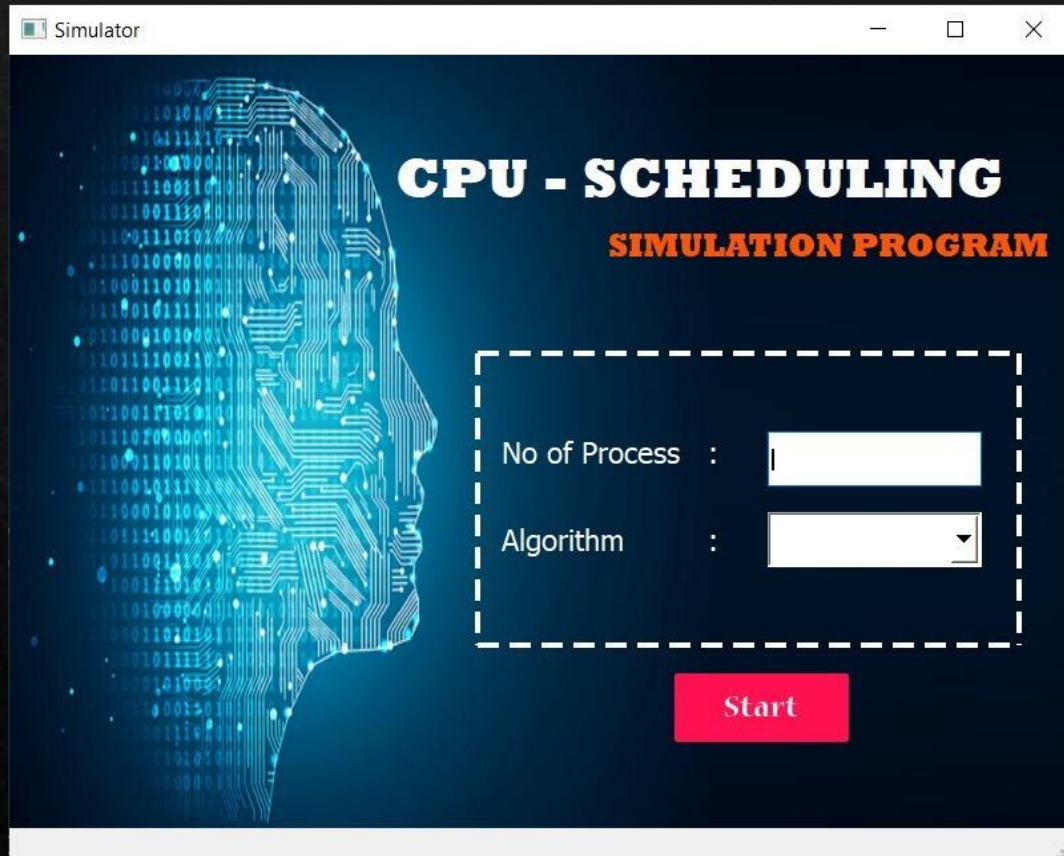 Simulator
CPU - SCHEDULING
SIMULATION PROGRAM
No of Process :
Algorithm :
Start